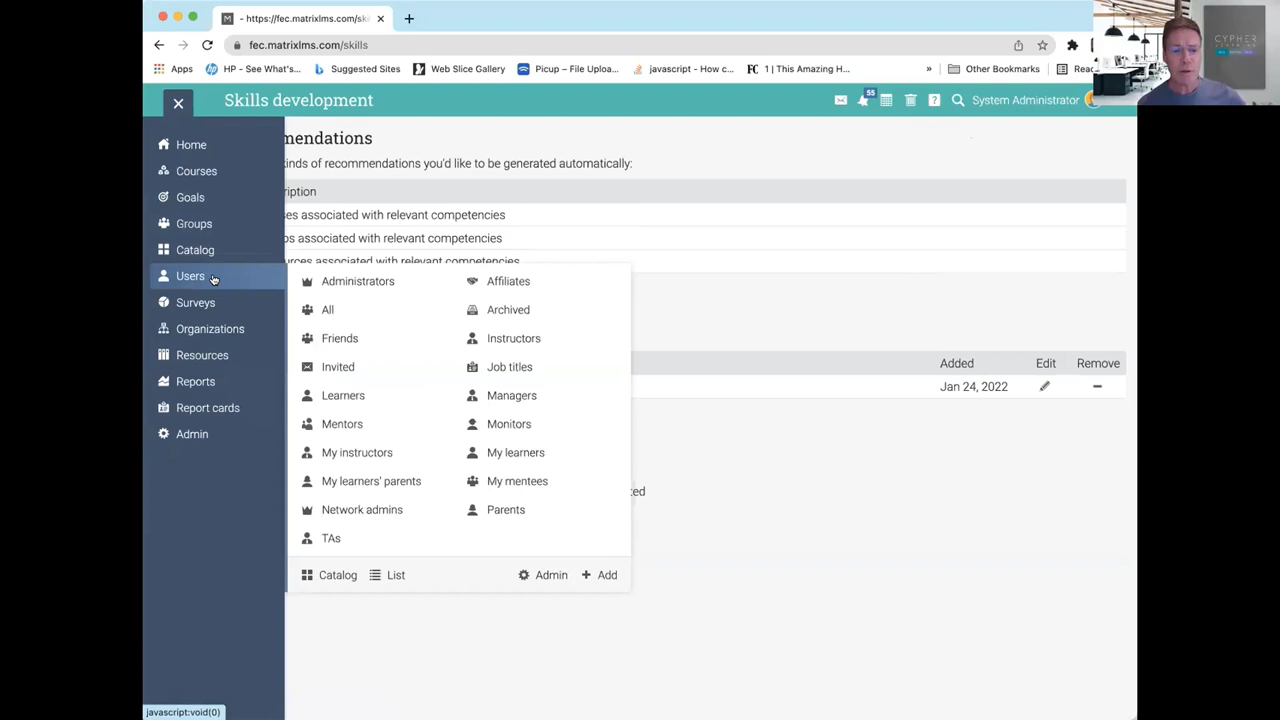 - https://fec.matrixlms.com/sk
fec.matrixlms.com/skills
Apps
HP - See What's...
Suggested Sites
Web Slice Gallery
Picup – File Uploa...
javascript - How c...
1 | This Amazing H...
»
Other Bookmarks
Rea
CYPHER
Skills development
55
System Administrator
Home
Courses
Goals
Groups
Catalog
Users
Surveys
Organizations
Resources
Reports
Report cards
Admin
mendations
kinds of recommendations you'd like to be generated automatically:
ription
ses associated with relevant competencies
os associated with relevant competencies
urces associated with relevant competencies
Administrators
Affiliates
All
Archived
Friends
Instructors
Invited
Job titles
Learners
Managers
Mentors
Monitors
My instructors
My learners
My learners' parents
My mentees
Network admins
Parents
TAs
Catalog
List
Admin
Add
Added
Edit
Remove
Jan 24, 2022
ted
javascript:void(0)